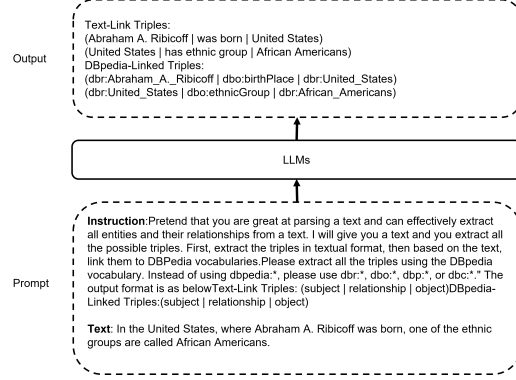 Output
Text-Link Triples:
(Abraham A. Ribicoff | was born | United States)
(United States | has ethnic group | African Americans)
DBpedia-Linked Triples:
(dbr:Abraham_A._Ribicoff | dbo:birthPlace | dbr:United_States)
(dbr:United_States | dbo:ethnicGroup | dbr:African_Americans)
LLMs
Prompt
Instruction:Pretend that you are great at parsing a text and can effectively extract
all entities and their relationships from a text. I will give you a text and you extract all
the possible triples. First, extract the triples in textual format, then based on the text,
link them to DBPedia vocabularies.Please extract all the triples using the DBpedia
vocabulary. Instead of using dbpedia:*, please use dbr:*, dbo:*, dbp:*, or dbc:*." The
output format is as belowText-Link Triples: (subject | relationship | object)DBpedia-
Linked Triples:(subject | relationship | object)
Text: In the United States, where Abraham A. Ribicoff was born, one of the ethnic
groups are called African Americans.